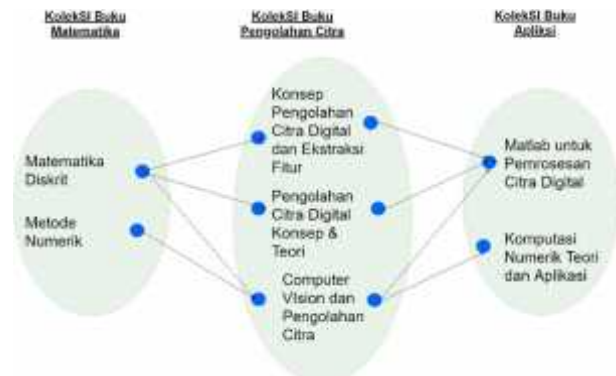 KolekSI Buku
Matematika
KolekSI Buku
Pengolahan Citra
KolekSI Buku
Apliksi
Matematika
Diskrit
Metode
Numerik
Konsep
Pengolahan
Citra Digital
dan Ekstraksi
Fitur
Pengolahan
Citra Digital
Konsep &
Teori
Computer
VIsion dan
Pengolahan
Citra
Matlab untuk
Pemrosesan
Citra Digital
Komputasi
Numerik Teori
dan Aplikasi